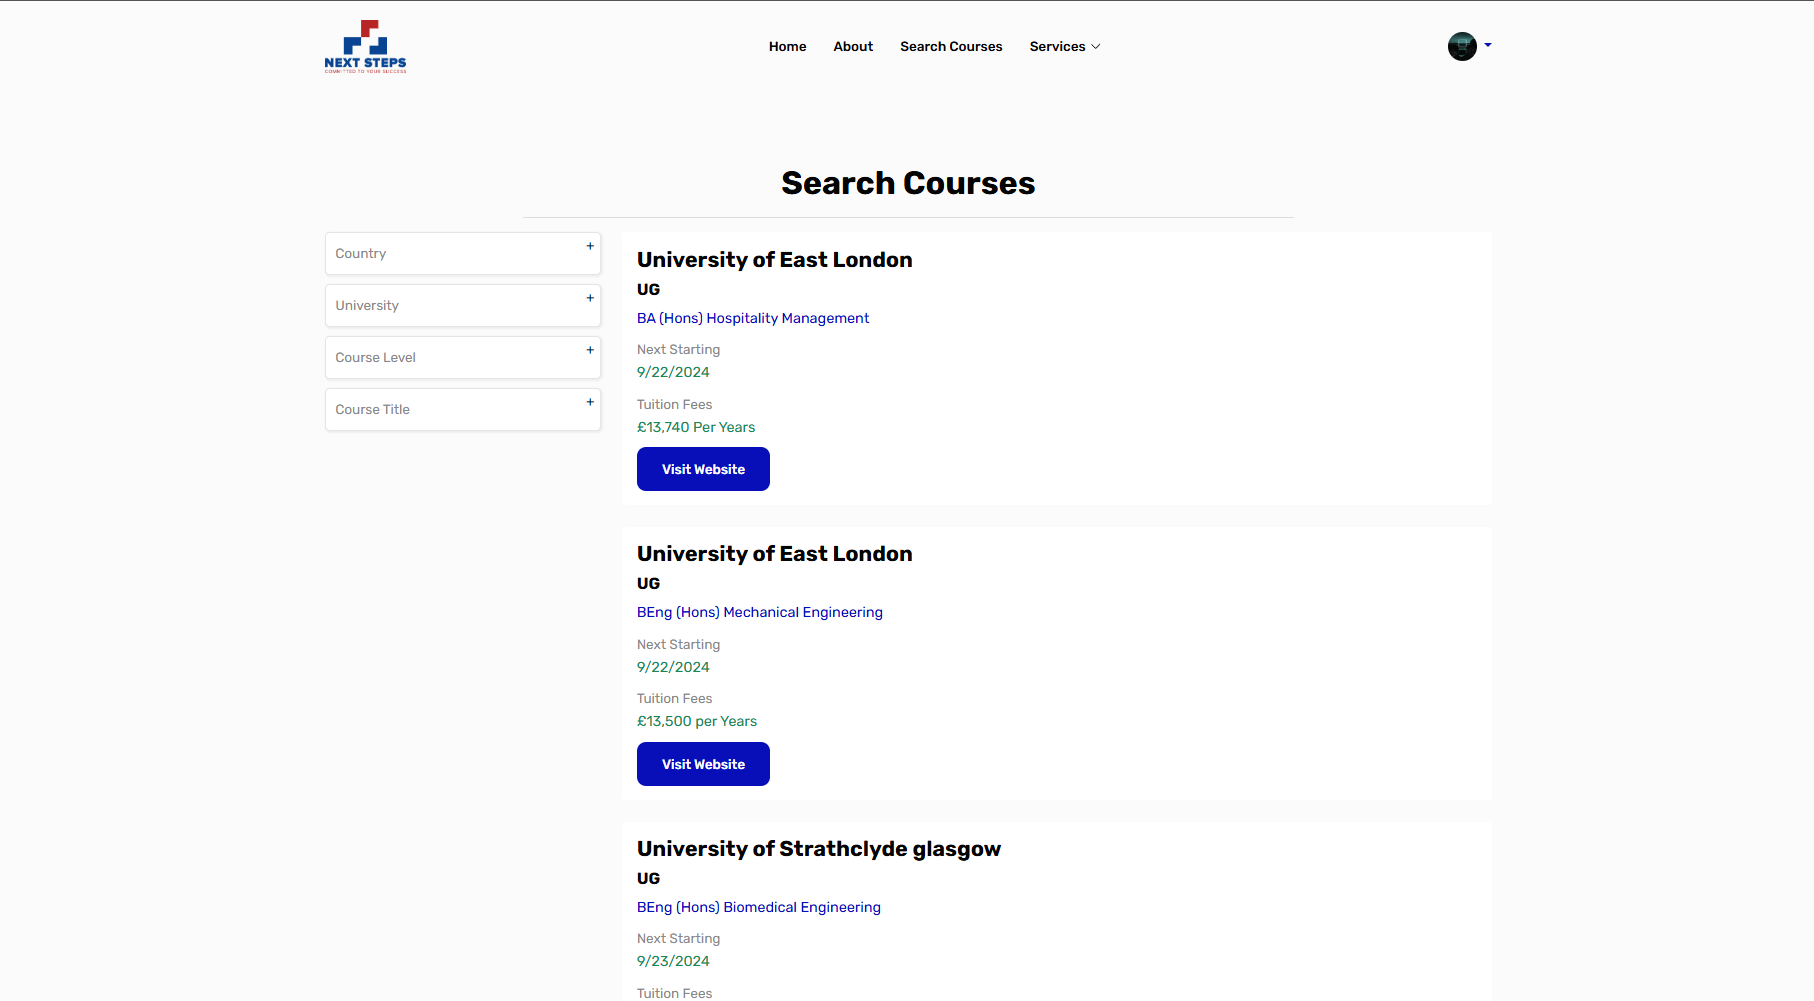 NEXT STEPS
COMMITTED TO YOUR SUCCESS
Home About Search Courses Services
Search Courses
Country +
University +
Course Level +
Course Title +
University of East London
UG
BA (Hons) Hospitality Management
Next Starting
9/22/2024
Tuition Fees
£13,740 Per Years
Visit Website
University of East London
UG
BEng (Hons) Mechanical Engineering
Next Starting
9/22/2024
Tuition Fees
£13,500 per Years
Visit Website
University of Strathclyde glasgow
UG
BEng (Hons) Biomedical Engineering
Next Starting
9/23/2024
Tuition Fees